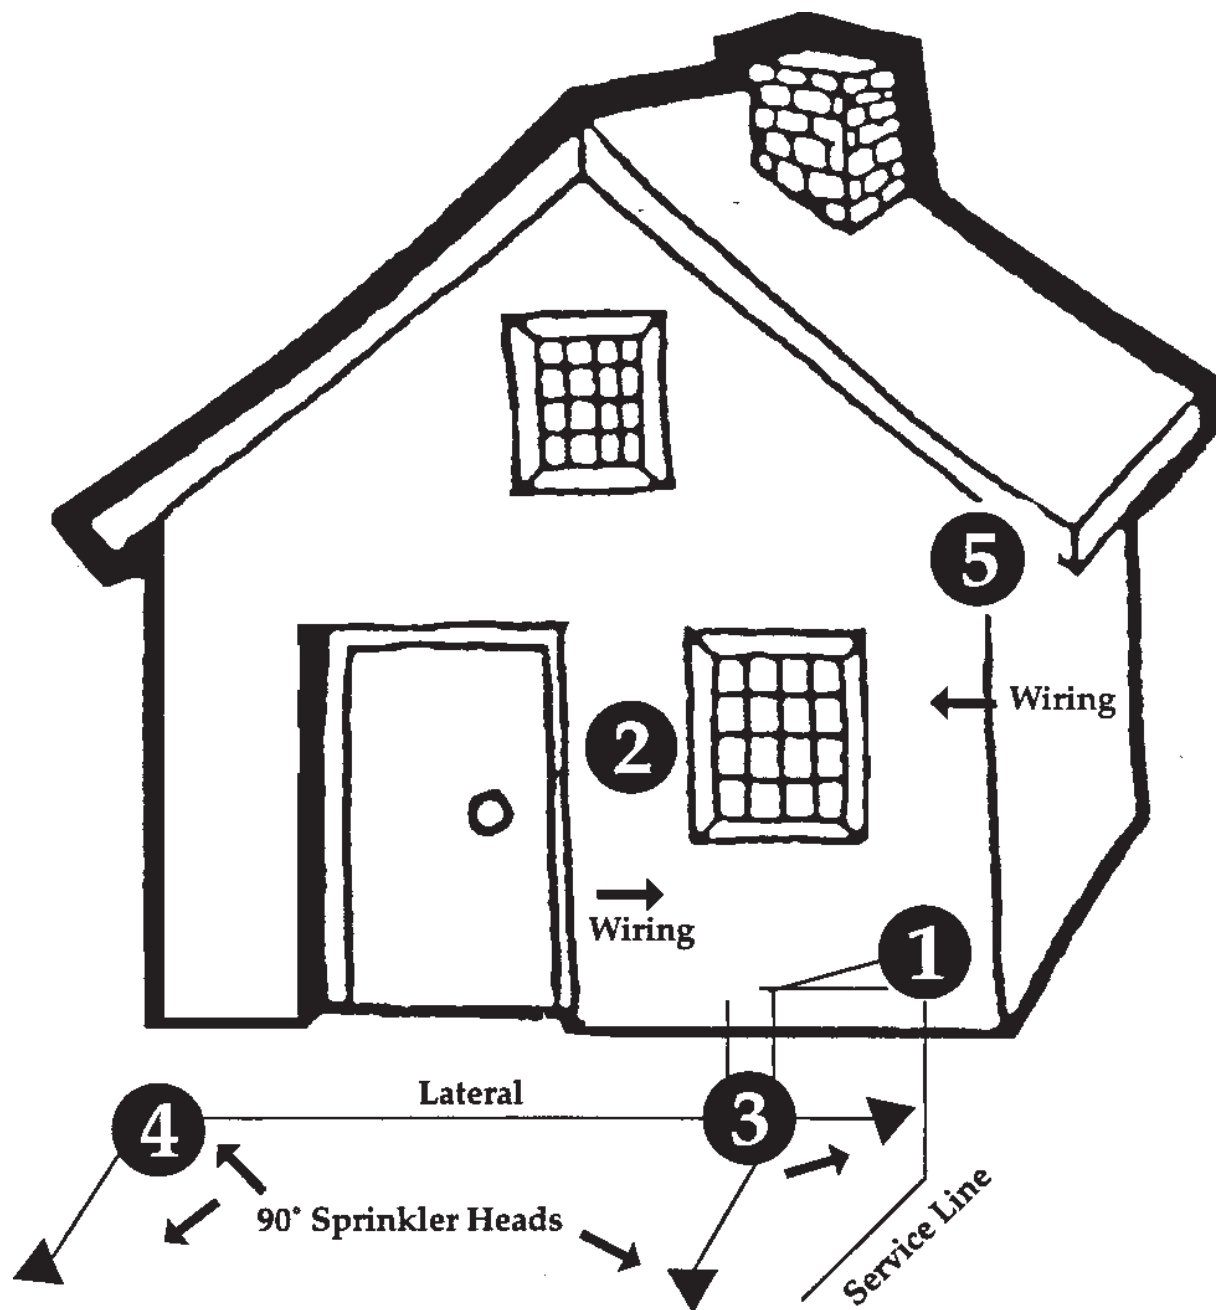 5
Wiring
2
Wiring
1
Lateral
4
3
90° Sprinkler Heads
Service Line